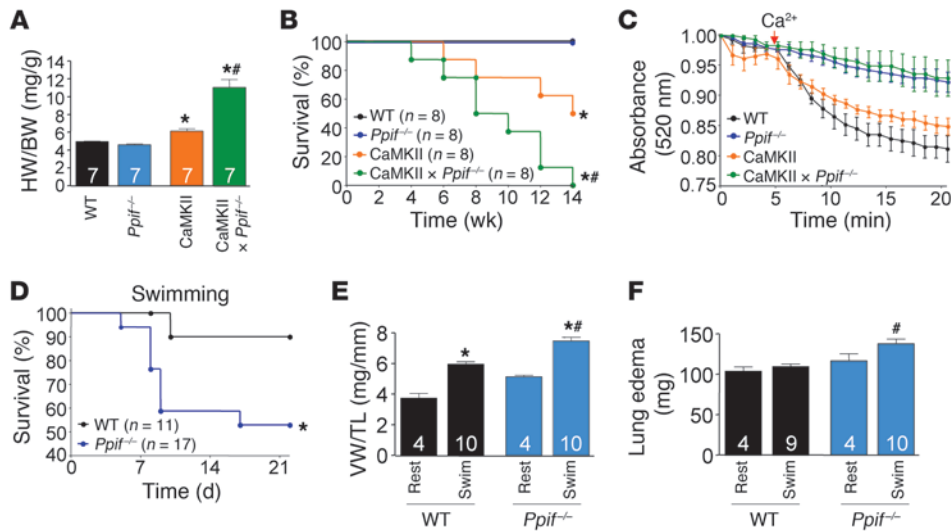 A
HW/BW (mg/g)
14
12
10
8
6
4
2
0
7
7
7
7
*
*#
WT
Ppif–/–
CaMKII
CaMKII
× Ppif–/–
B
Survival (%)
100
80
60
40
20
0
WT (n = 8)
Ppif–/– (n = 8)
CaMKII (n = 8)
CaMKII × Ppif–/– (n = 8)
*
*#
0 2 4 6 8 10 12 14
Time (wk)
C
Ca2+
Absorbance
(520 nm)
1.00
0.95
0.90
0.85
0.80
0.75
WT
Ppif–/–
CaMKII
CaMKII × Ppif–/–
0 5 10 15 20
Time (min)
D
Swimming
Survival (%)
100
90
80
70
60
50
40
WT (n = 11)
Ppif–/– (n = 17)
*
0 7 14 21
Time (d)
E
VW/TL (mg/mm)
8
6
4
2
0
*
*#
4
10
4
10
Rest
Swim
Rest
Swim
WT
Ppif–/–
F
Lung edema
(mg)
150
100
50
0
#
4
9
4
10
Rest
Swim
Rest
Swim
WT
Ppif–/–